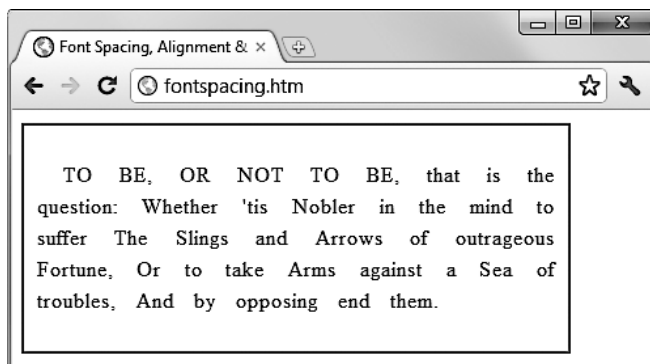 Font Spacing, Alignment &
fontspacing.htm
TO BE, OR NOT TO BE, that is the
question: Whether 'tis Nobler in the mind to
suffer The Slings and Arrows of outrageous
Fortune, Or to take Arms against a Sea of
troubles, And by opposing end them.